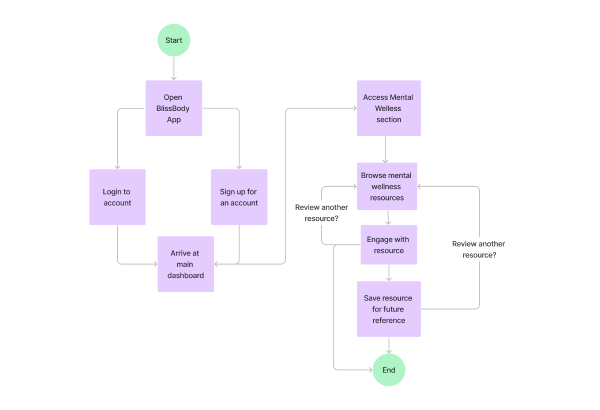 Start
Open
BlissBody
App
Login to
account
Sign up for
an account
Arrive at
main
dashboard
Access Mental
Welless
section
Browse mental
wellness
resources
Review another
resource?
Engage with
resource
Review another
resource?
Save resource
for future
reference
End